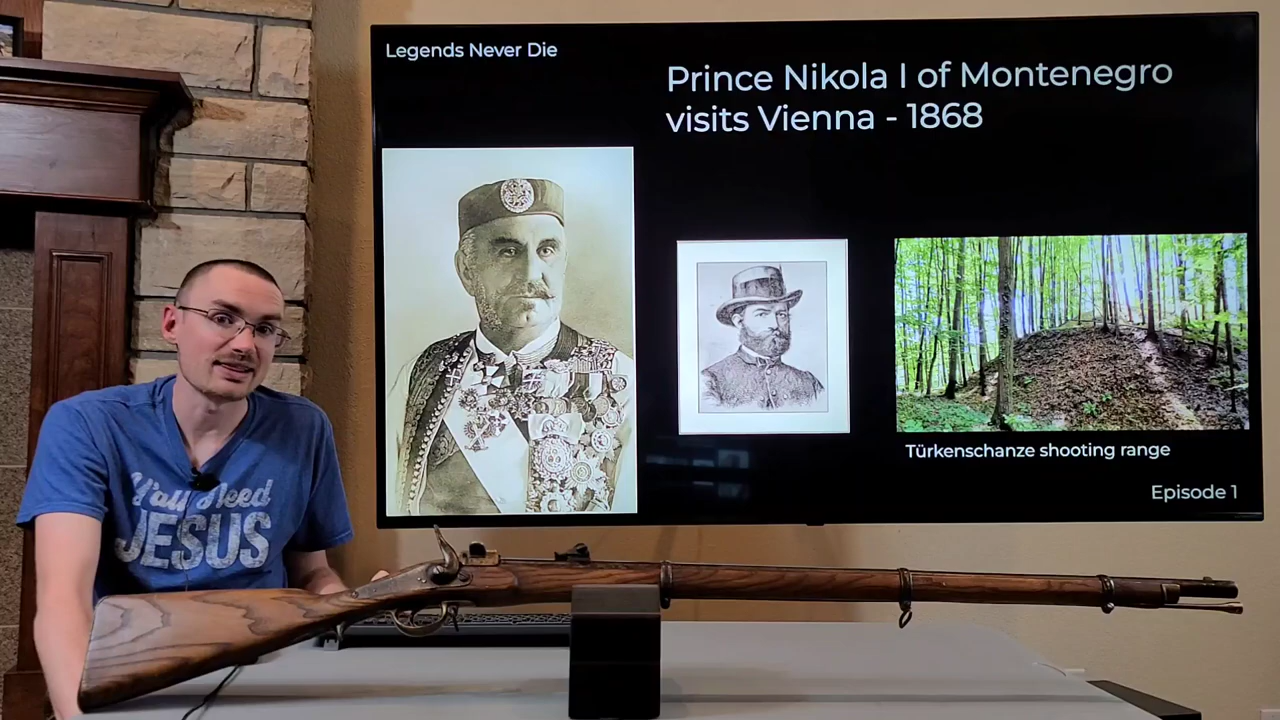 Legends Never Die
Prince Nikola I of Montenegro
visits Vienna - 1868
Türkenschanze shooting range
Episode 1
Y'all Need
JESUS